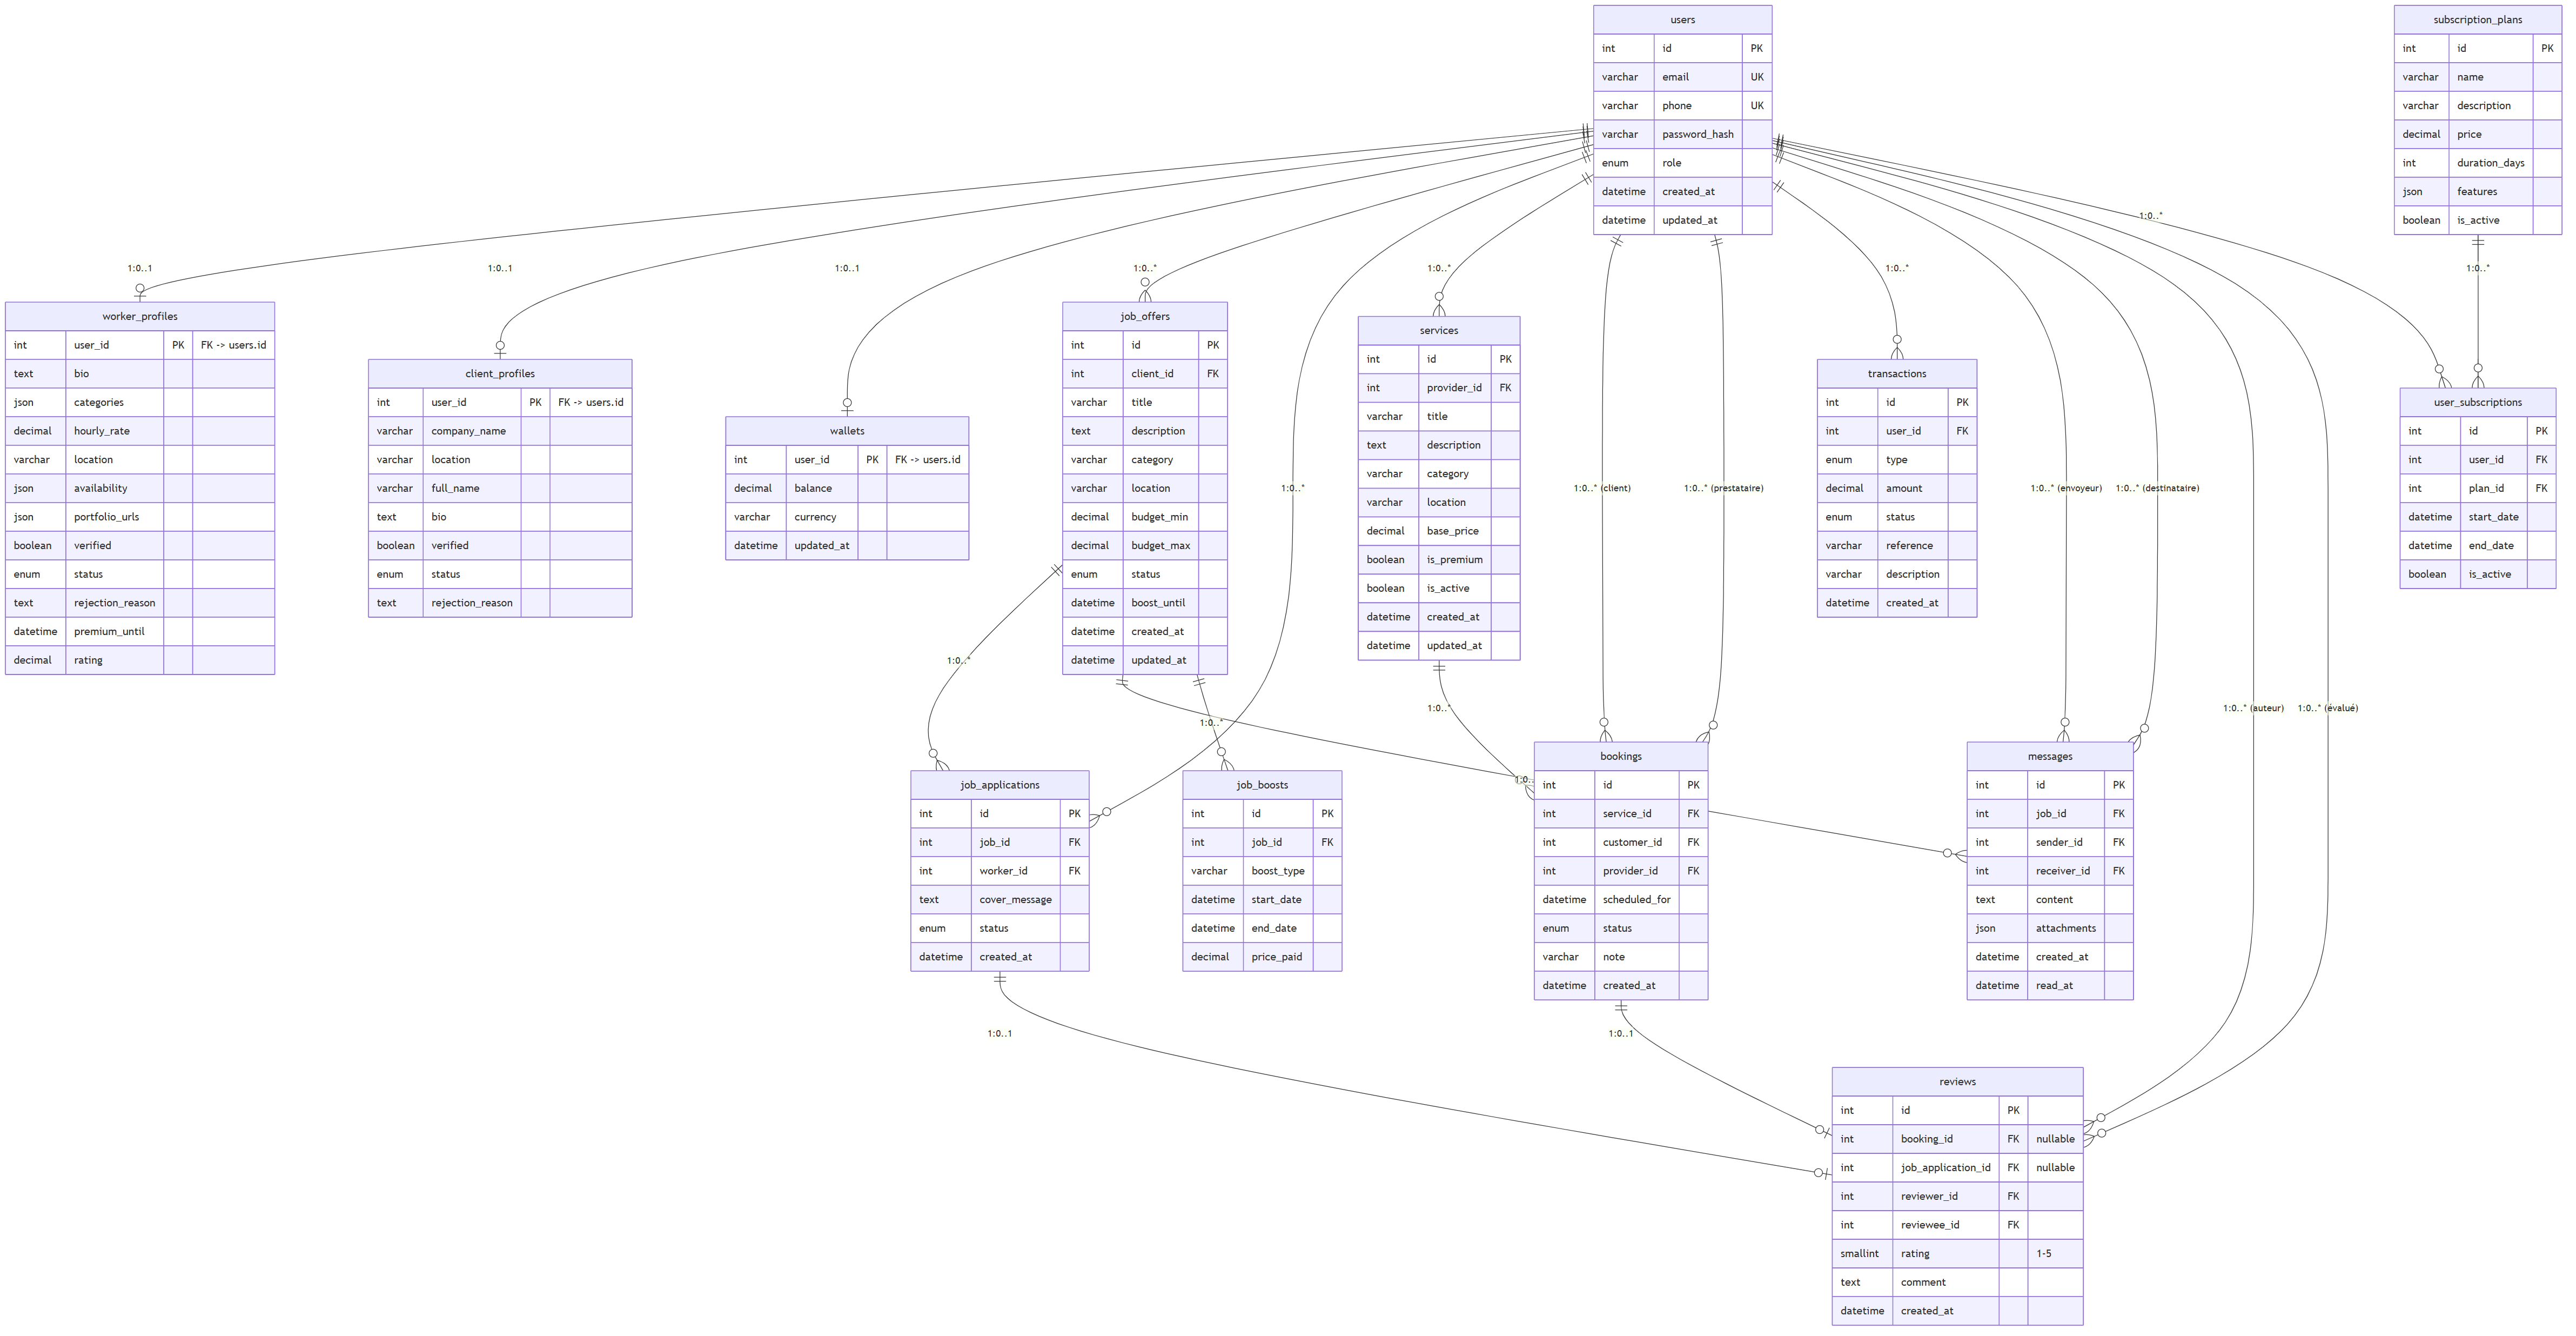 users
int id PK
varchar email UK
varchar phone UK
varchar password_hash
enum role
datetime created_at
datetime updated_at
subscription_plans
int id PK
varchar name
varchar description
decimal price
int duration_days
json features
boolean is_active
1:0..*
1:0..1
1:0..1
1:0..1
1:0..*
1:0..*
1:0..*
1:0..*
worker_profiles
int user_id PK FK -> users.id
text bio
json categories
decimal hourly_rate
varchar location
json availability
json portfolio_urls
boolean verified
enum status
text rejection_reason
datetime premium_until
decimal rating
client_profiles
int user_id PK FK -> users.id
varchar company_name
varchar location
varchar full_name
text bio
boolean verified
enum status
text rejection_reason
wallets
int user_id PK FK -> users.id
decimal balance
varchar currency
datetime updated_at
job_offers
int id PK
int client_id FK
varchar title
text description
varchar category
varchar location
decimal budget_min
decimal budget_max
enum status
datetime boost_until
datetime created_at
datetime updated_at
services
int id PK
int provider_id FK
varchar title
text description
varchar category
varchar location
decimal base_price
boolean is_premium
boolean is_active
datetime created_at
datetime updated_at
transactions
int id PK
int user_id FK
enum type
decimal amount
enum status
varchar reference
varchar description
datetime created_at
user_subscriptions
int id PK
int user_id FK
int plan_id FK
datetime start_date
datetime end_date
boolean is_active
1:0..*
1:0..* (client)
1:0..* (prestataire)
1:0..* (envoyeur)
1:0..* (destinataire)
1:0..*
1:0..*
1:0..*
1:0..* (auteur)
1:0..* (évalué)
1:0..
job_applications
int id PK
int job_id FK
int worker_id FK
text cover_message
enum status
datetime created_at
job_boosts
int id PK
int job_id FK
varchar boost_type
datetime start_date
datetime end_date
decimal price_paid
bookings
int id PK
int service_id FK
int customer_id FK
int provider_id FK
datetime scheduled_for
enum status
varchar note
datetime created_at
messages
int id PK
int job_id FK
int sender_id FK
int receiver_id FK
text content
json attachments
datetime created_at
datetime read_at
1:0..1
1:0..1
reviews
int id PK
int booking_id FK nullable
int job_application_id FK nullable
int reviewer_id FK
int reviewee_id FK
smallint rating 1-5
text comment
datetime created_at